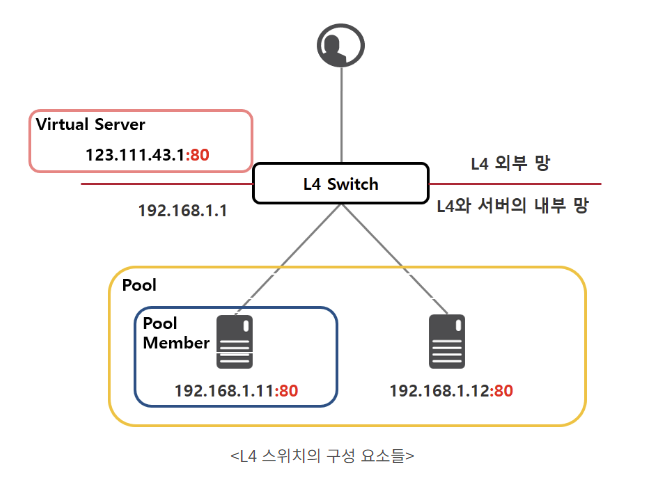 Virtual Server
123.111.43.1:80
L4 Switch
L4 외부 망
192.168.1.1
L4와 서버의 내부 망
Pool
Pool
Member
192.168.1.11:80
192.168.1.12:80
<L4 스위치의 구성 요소들>